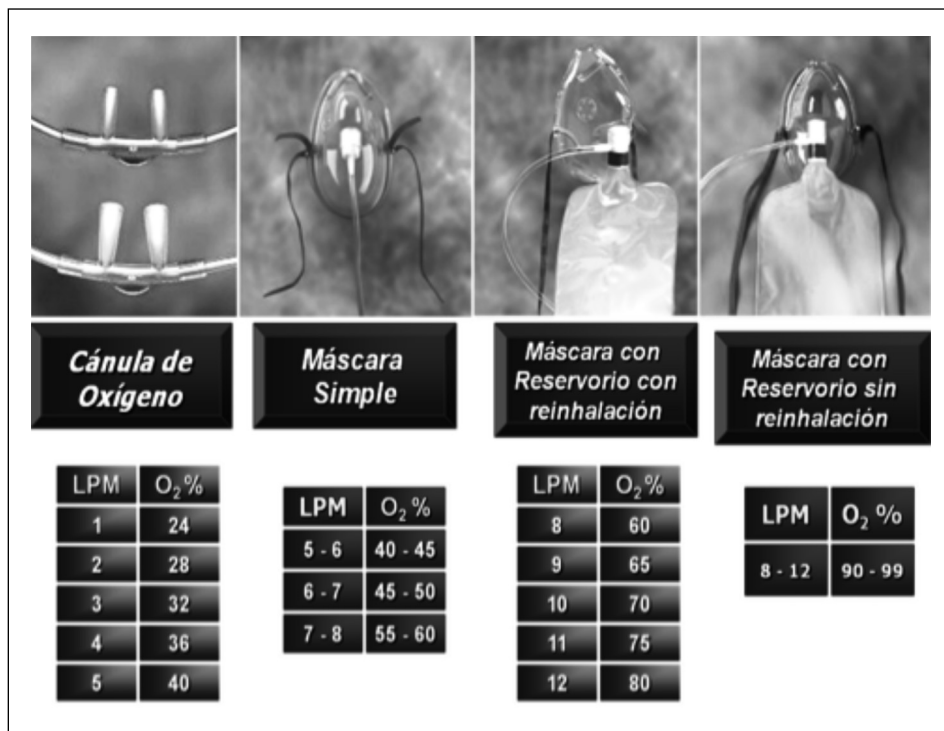 Cánula de
Oxígeno
Máscara
Simple
Máscara con
Reservorio con
reinhalación
Máscara con
Reservorio sin
reinhalación
LPM O₂%
1 24
2 28
3 32
4 36
5 40
LPM O₂%
5 - 6 40 - 45
6 - 7 45 - 50
7 - 8 55 - 60
LPM O₂%
8 60
9 65
10 70
11 75
12 80
LPM O₂%
8 - 12 90 - 99